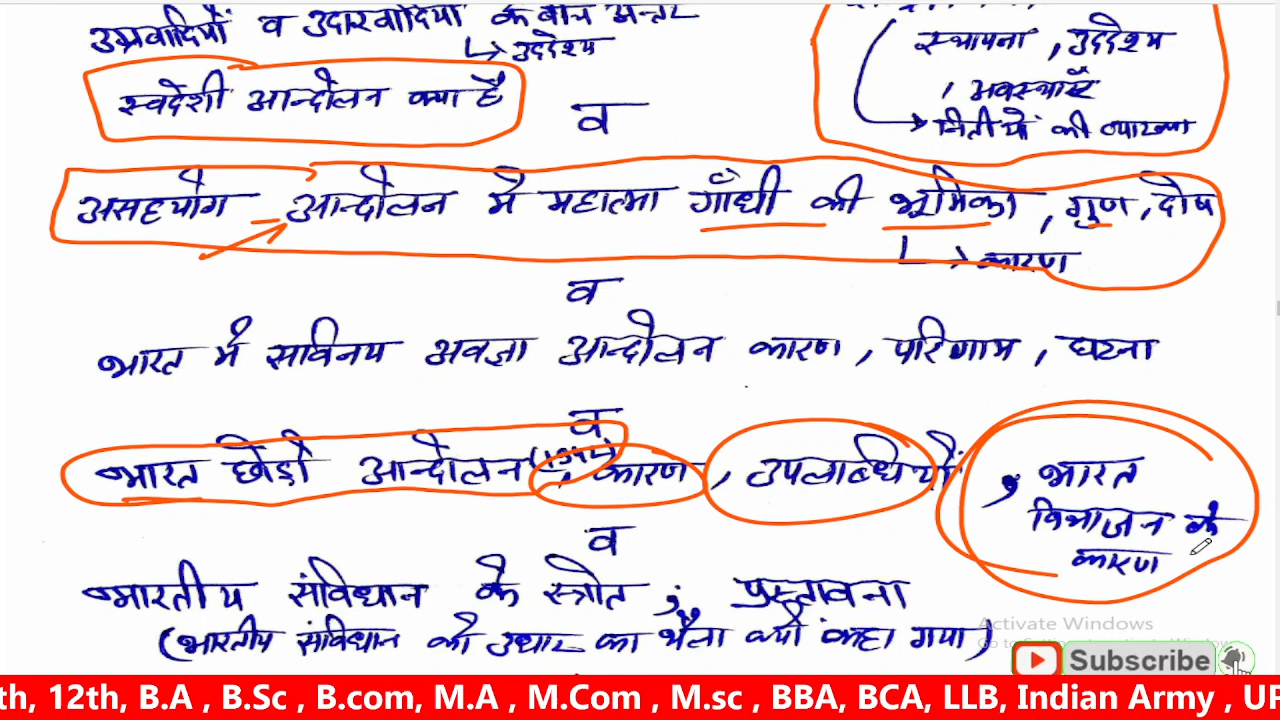 उग्रवादियों व उदारवादियों के बीच अन्तर
↳ उद्देश्य
स्थापना, उद्देश्य
, अवस्थाएँ
नितीयों की व्याख्या
स्वदेशी आन्दोलन क्या है
व
असहयोग आन्दोलन में महात्मा गाँधी की भूमिका, गुण, दोष
↳ कारण
व
भारत में सविनय अवज्ञा आन्दोलन कारण, परिणाम, घटना
व
भारत छोड़ो आन्दोलन (1942), कारण, उपलब्धियाँ
, भारत
विभाजन के
कारण
व
भारतीय संविधान के स्त्रोत, प्रस्तावना
(भारतीय संविधान को उधार का थैला क्यों कहा गया)
Activate Windows
Subscribe
th, 12th, B.A , B.Sc , B.com, M.A , M.Com , M.sc , BBA, BCA, LLB, Indian Army , UP